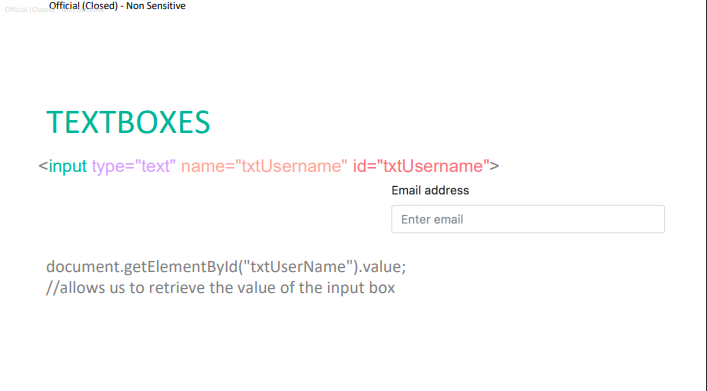 Official (Closed) - Non Sensitive
TEXTBOXES
<input type="text" name="txtUsername" id="txtUsername">
Email address
Enter email
document.getElementById("txtUserName").value;
//allows us to retrieve the value of the input box